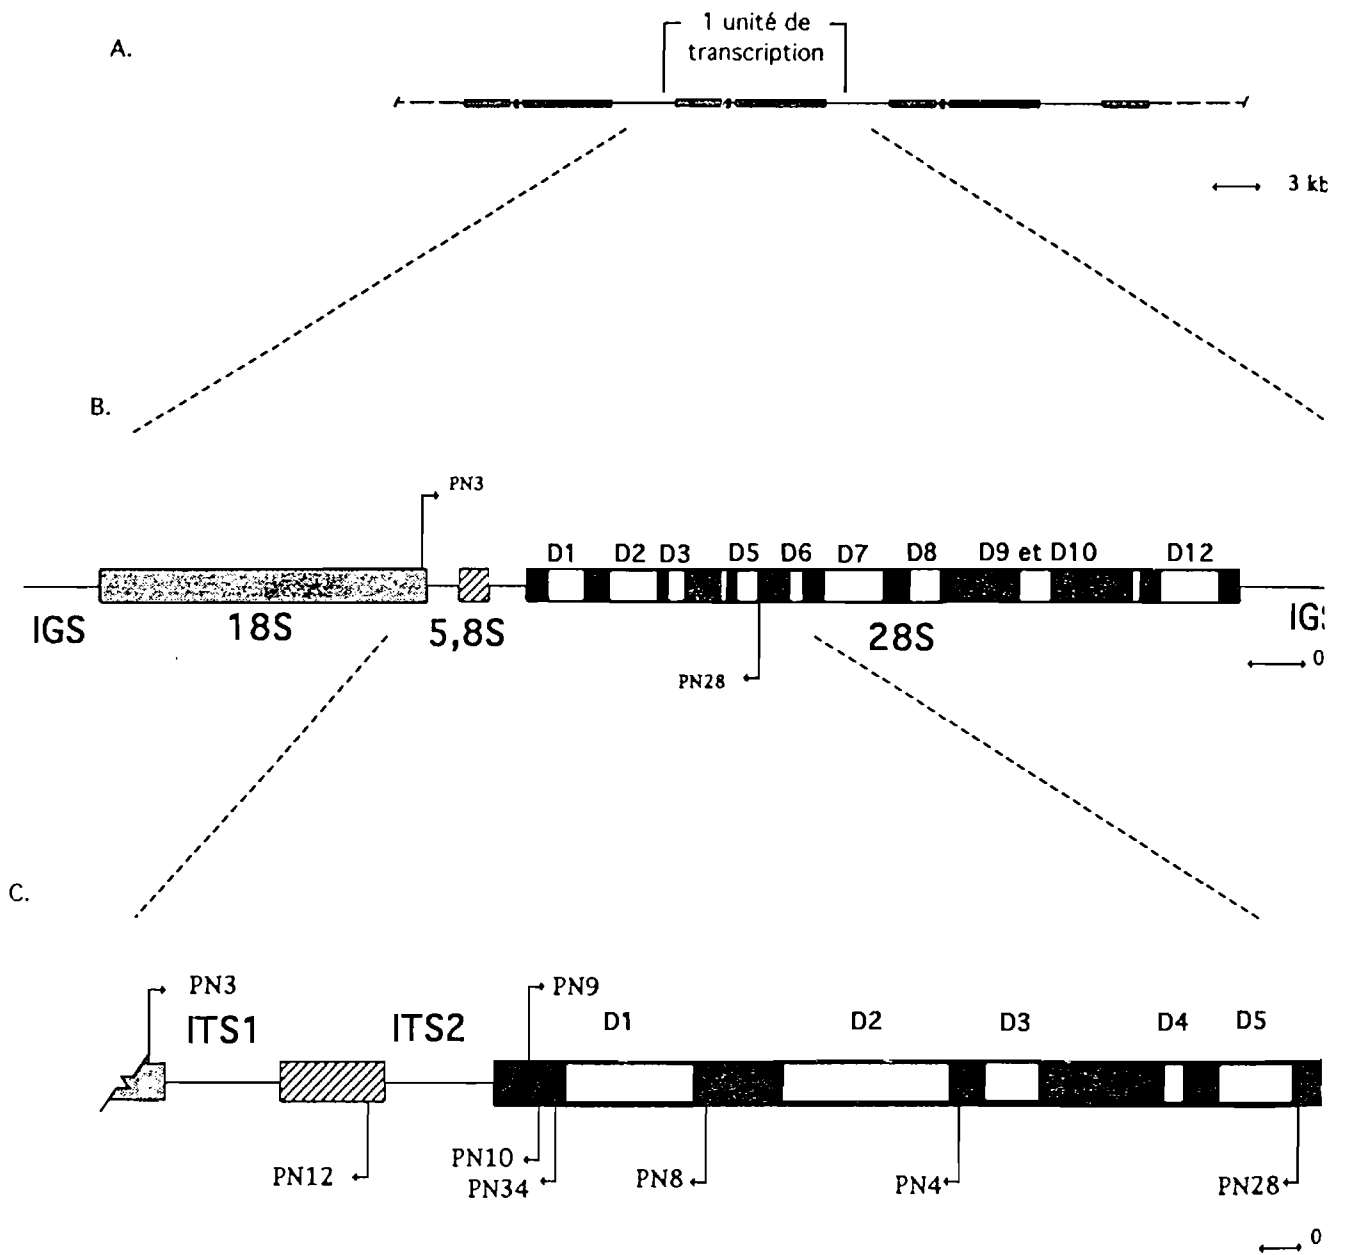 A.
1 unité de
transcription
3 kb
B.
PN3
D1 D2 D3 D5 D6 D7 D8 D9 et D10 D12
IGS 18S 5,8S 28S
PN28
0
C.
PN3 PN9
ITS1 ITS2 D1 D2 D3 D4 D5
PN12 PN10 PN34 PN8 PN4 PN28
0